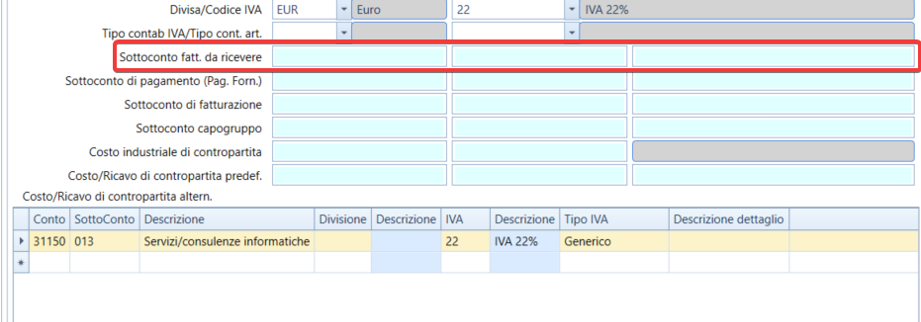 Divisa/Codice IVA EUR Euro 22 IVA 22%
Tipo contab IVA/Tipo cont. art.
Sottoconto fatt. da ricevere
Sottoconto di pagamento (Pag. Forn.)
Sottoconto di fatturazione
Sottoconto capogruppo
Costo industriale di contropartita
Costo/Ricavo di contropartita predef.
Costo/Ricavo di contropartita altern.
Conto SottoConto Descrizione Divisione Descrizione IVA Descrizione Tipo IVA Descrizione dettaglio
31150 013 Servizi/consulenze informatiche 22 IVA 22% Generico